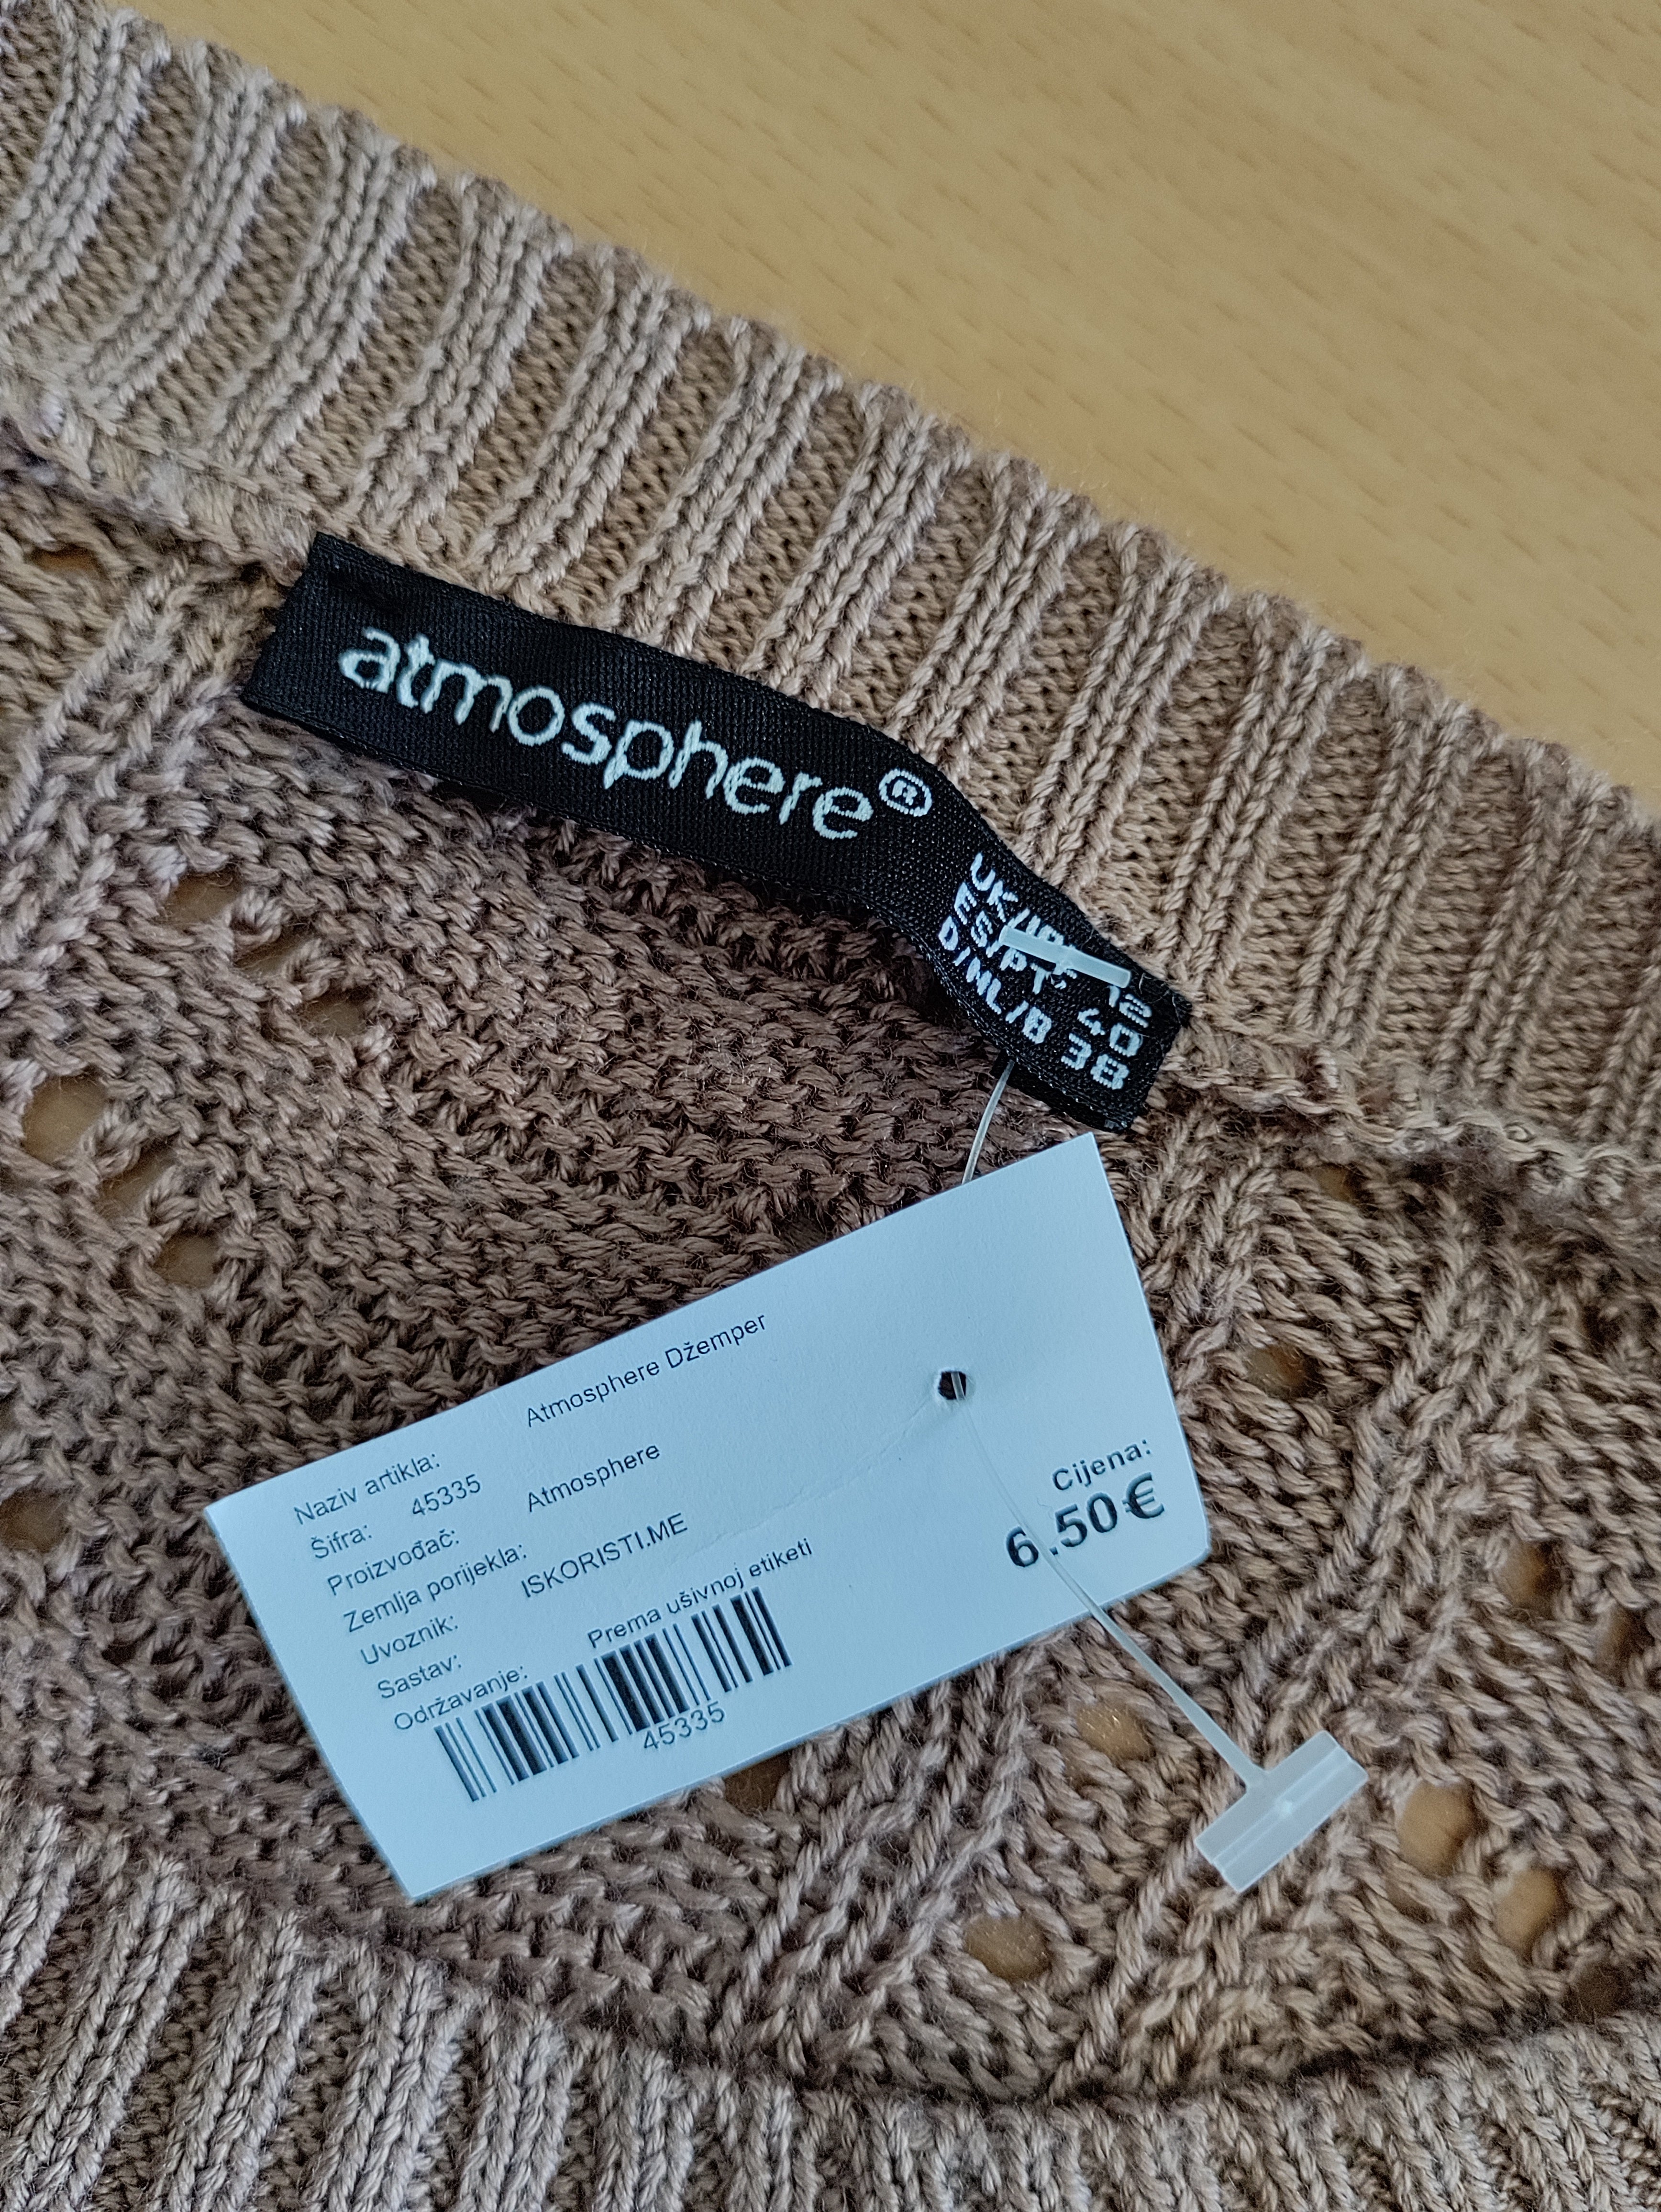 atmosphere®
UK/IRE 12
ES/PT 40
D/NL/B 38
Naziv artikla: Atmosphere Džemper
Šifra: 45335
Proizvođač: Atmosphere
Zemlja porijekla:
Uvoznik: ISKORISTI.ME
Sastav:
Održavanje: Prema ušivnoj etiketi
45335
Cijena:
6.50€